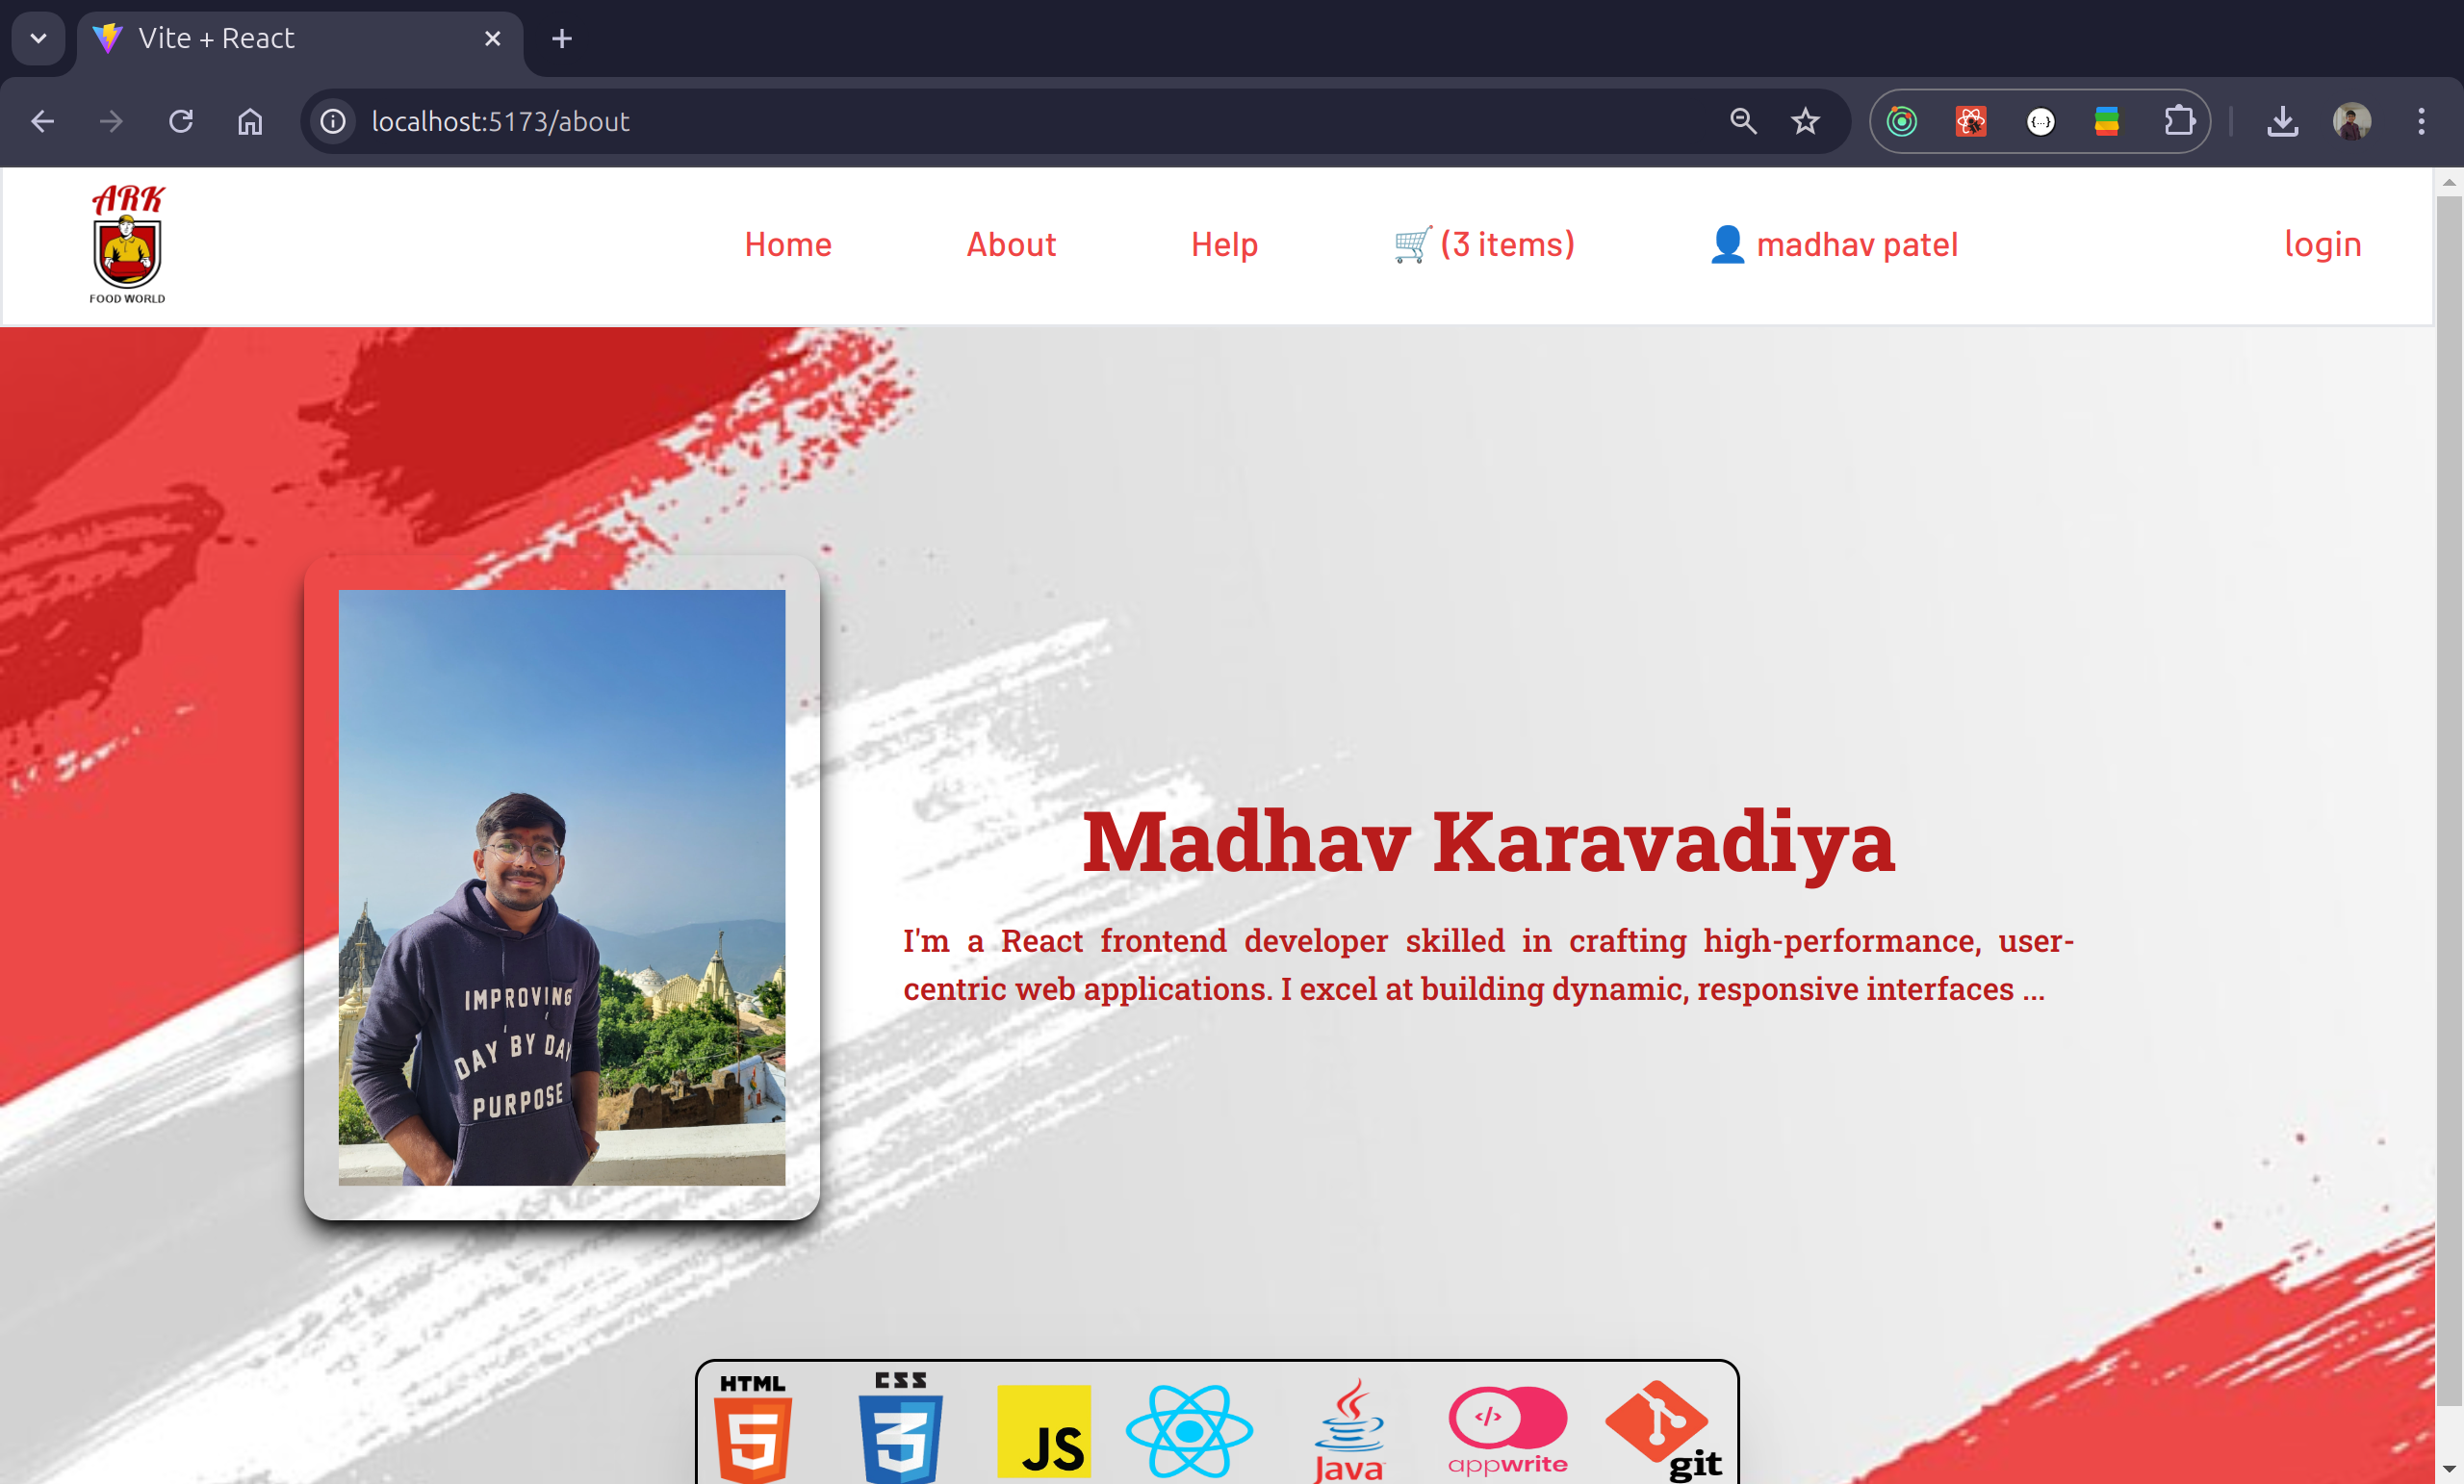 Vite + React
localhost:5173/about
{...}
ARK
FOOD WORLD
Home
About
Help
(3 items)
madhav patel
login
Madhav Karavadiya
I'm a React frontend developer skilled in crafting high-performance, user-
centric web applications. I excel at building dynamic, responsive interfaces ...
IMPROVING
DAY BY DAY
PURPOSE
HTML
5
CSS
3
JS
Java
</>
appwrite
git